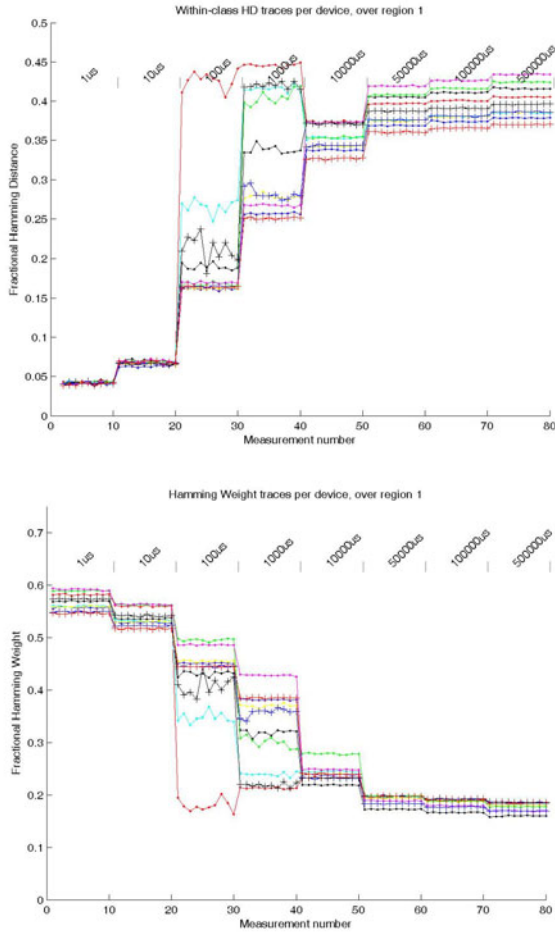 Within-class HD traces per device, over region 1
0.5
1us
10us
100us
1000us
10000us
50000us
100000us
500000us
0.45
0.4
0.35
0.3
0.25
0.2
0.15
0.1
0.05
0
Fractional Hamming Distance
0 10 20 30 40 50 60 70 80
Measurement number
Hamming Weight traces per device, over region 1
0.7
1us
10us
100us
1000us
10000us
50000us
100000us
500000us
0.6
0.5
0.4
0.3
0.2
0.1
0
Fractional Hamming Weight
0 10 20 30 40 50 60 70 80
Measurement number